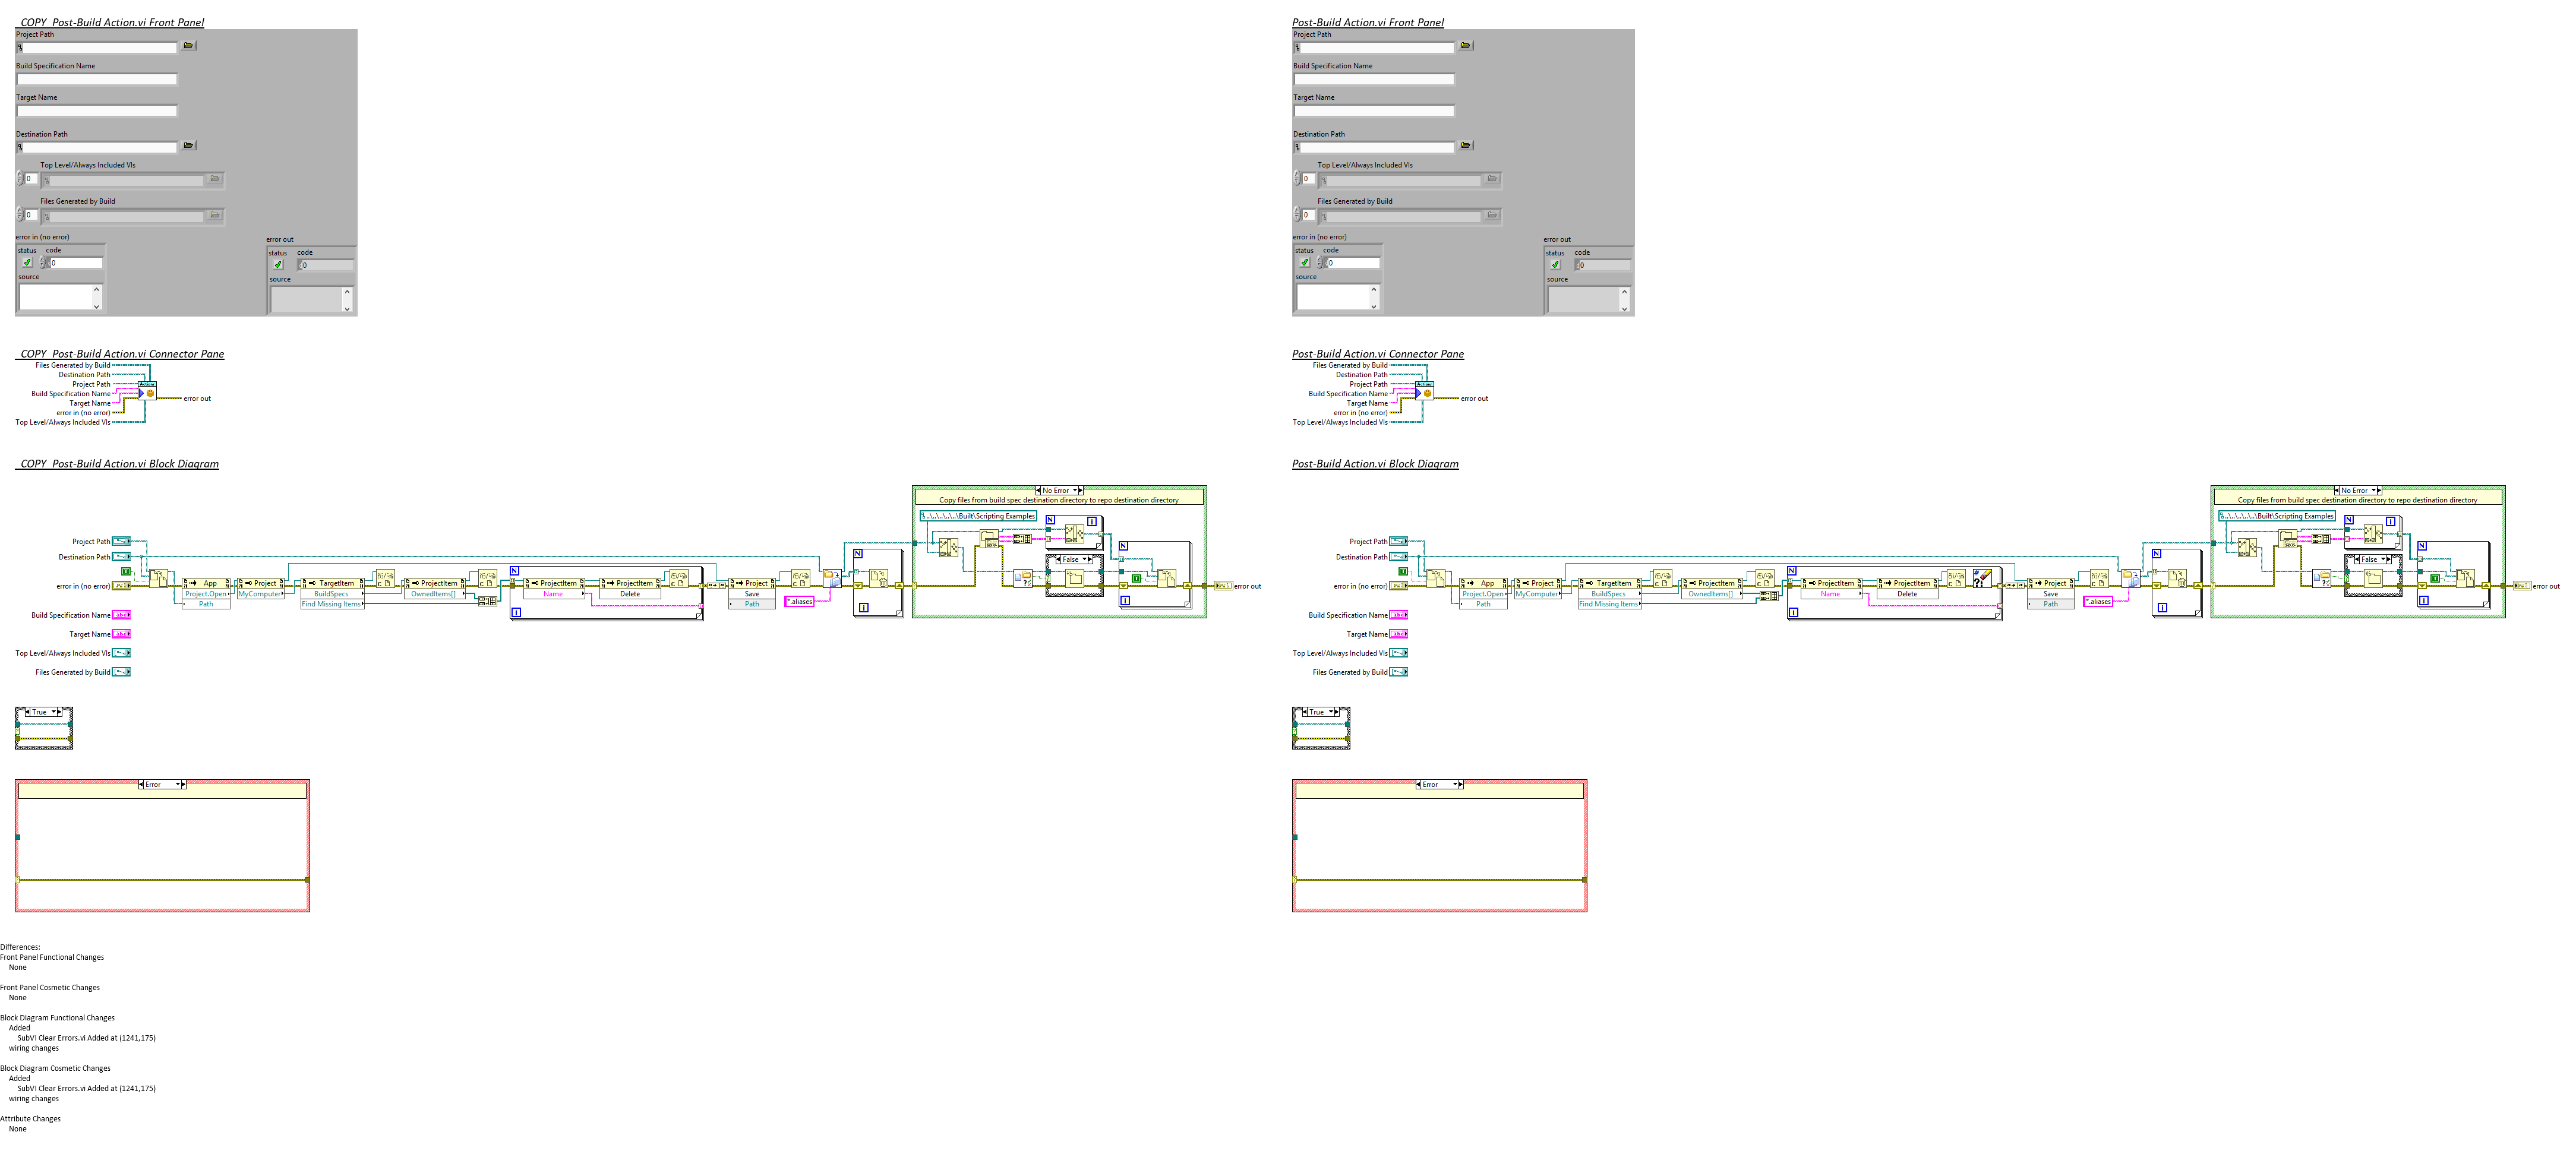 COPY  Post-Build Action.vi Front Panel
Project Path
Build Specification Name
Target Name
Destination Path
Top Level/Always Included VIs
0
Files Generated by Build
0
error in (no error)
error out
status code
0
status code
0
source
source
COPY  Post-Build Action.vi Connector Pane
Files Generated by Build
Destination Path
Project Path
Build Specification Name
Target Name
error in (no error)
Top Level/Always Included VIs
error out
COPY  Post-Build Action.vi Block Diagram
No Error
Copy files from build spec destination directory to repo destination directory
..\..\..\..\..\Built\Scripting Examples
N
i
Project Path
Destination Path
N
N
False
error in (no error)
App
Project.Open
Path
Project
MyComputer
TargetItem
BuildSpecs
Find Missing Items
ProjectItem
OwnedItems[]
N
ProjectItem
Name
ProjectItem
Delete
i
Project
Save
Path
*.aliases
i
i
error out
Build Specification Name
Target Name
Top Level/Always Included VIs
Files Generated by Build
True
Error
Post-Build Action.vi Front Panel
Project Path
Build Specification Name
Target Name
Destination Path
Top Level/Always Included VIs
0
Files Generated by Build
0
error in (no error)
error out
status code
0
status code
0
source
source
Post-Build Action.vi Connector Pane
Files Generated by Build
Destination Path
Project Path
Build Specification Name
Target Name
error in (no error)
Top Level/Always Included VIs
error out
Post-Build Action.vi Block Diagram
No Error
Copy files from build spec destination directory to repo destination directory
..\..\..\..\..\Built\Scripting Examples
N
i
Project Path
Destination Path
N
N
False
error in (no error)
App
Project.Open
Path
Project
MyComputer
TargetItem
BuildSpecs
Find Missing Items
ProjectItem
OwnedItems[]
N
ProjectItem
Name
ProjectItem
Delete
#
?!
i
Project
Save
Path
*.aliases
i
i
error out
Build Specification Name
Target Name
Top Level/Always Included VIs
Files Generated by Build
True
Error
Differences:
Front Panel Functional Changes
None
Front Panel Cosmetic Changes
None
Block Diagram Functional Changes
Added
SubVI Clear Errors.vi Added at (1241,175)
wiring changes
Block Diagram Cosmetic Changes
Added
SubVI Clear Errors.vi Added at (1241,175)
wiring changes
Attribute Changes
None